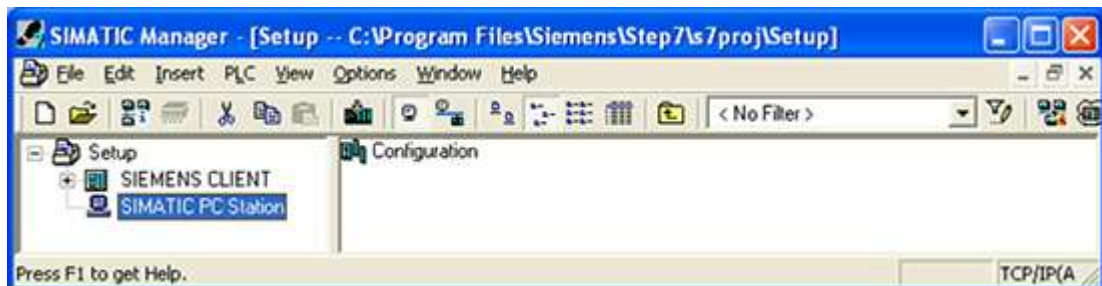 SIMATIC Manager - [Setup -- C:\Program Files\Siemens\Step7\s7proj\Setup]
File Edit Insert PLC View Options Window Help
< No Filter >
Setup
SIEMENS CLIENT
SIMATIC PC Station
Configuration
Press F1 to get Help.
TCP/IP(A